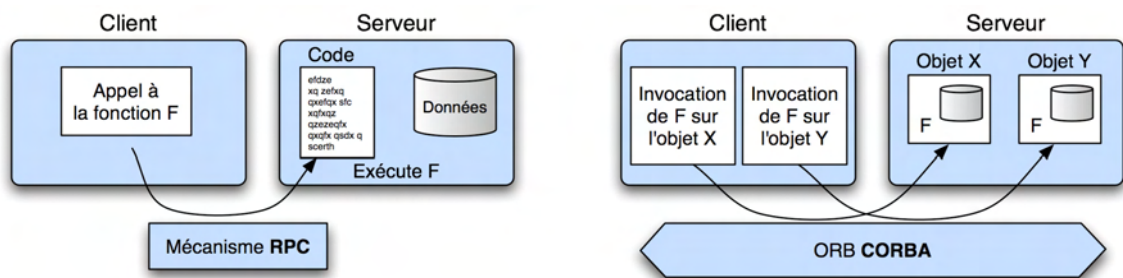 Client
Serveur
Appel à
la fonction F
Code
efdze
xq zefxq
qxefqx sfc
xqfxqz
qzezeqfx
qxqfx qsdx q
scerth
Données
Exécute F
Mécanisme RPC
Client
Serveur
Invocation
de F sur
l'objet X
Invocation
de F sur
l'objet Y
Objet X
F
Objet Y
F
ORB CORBA